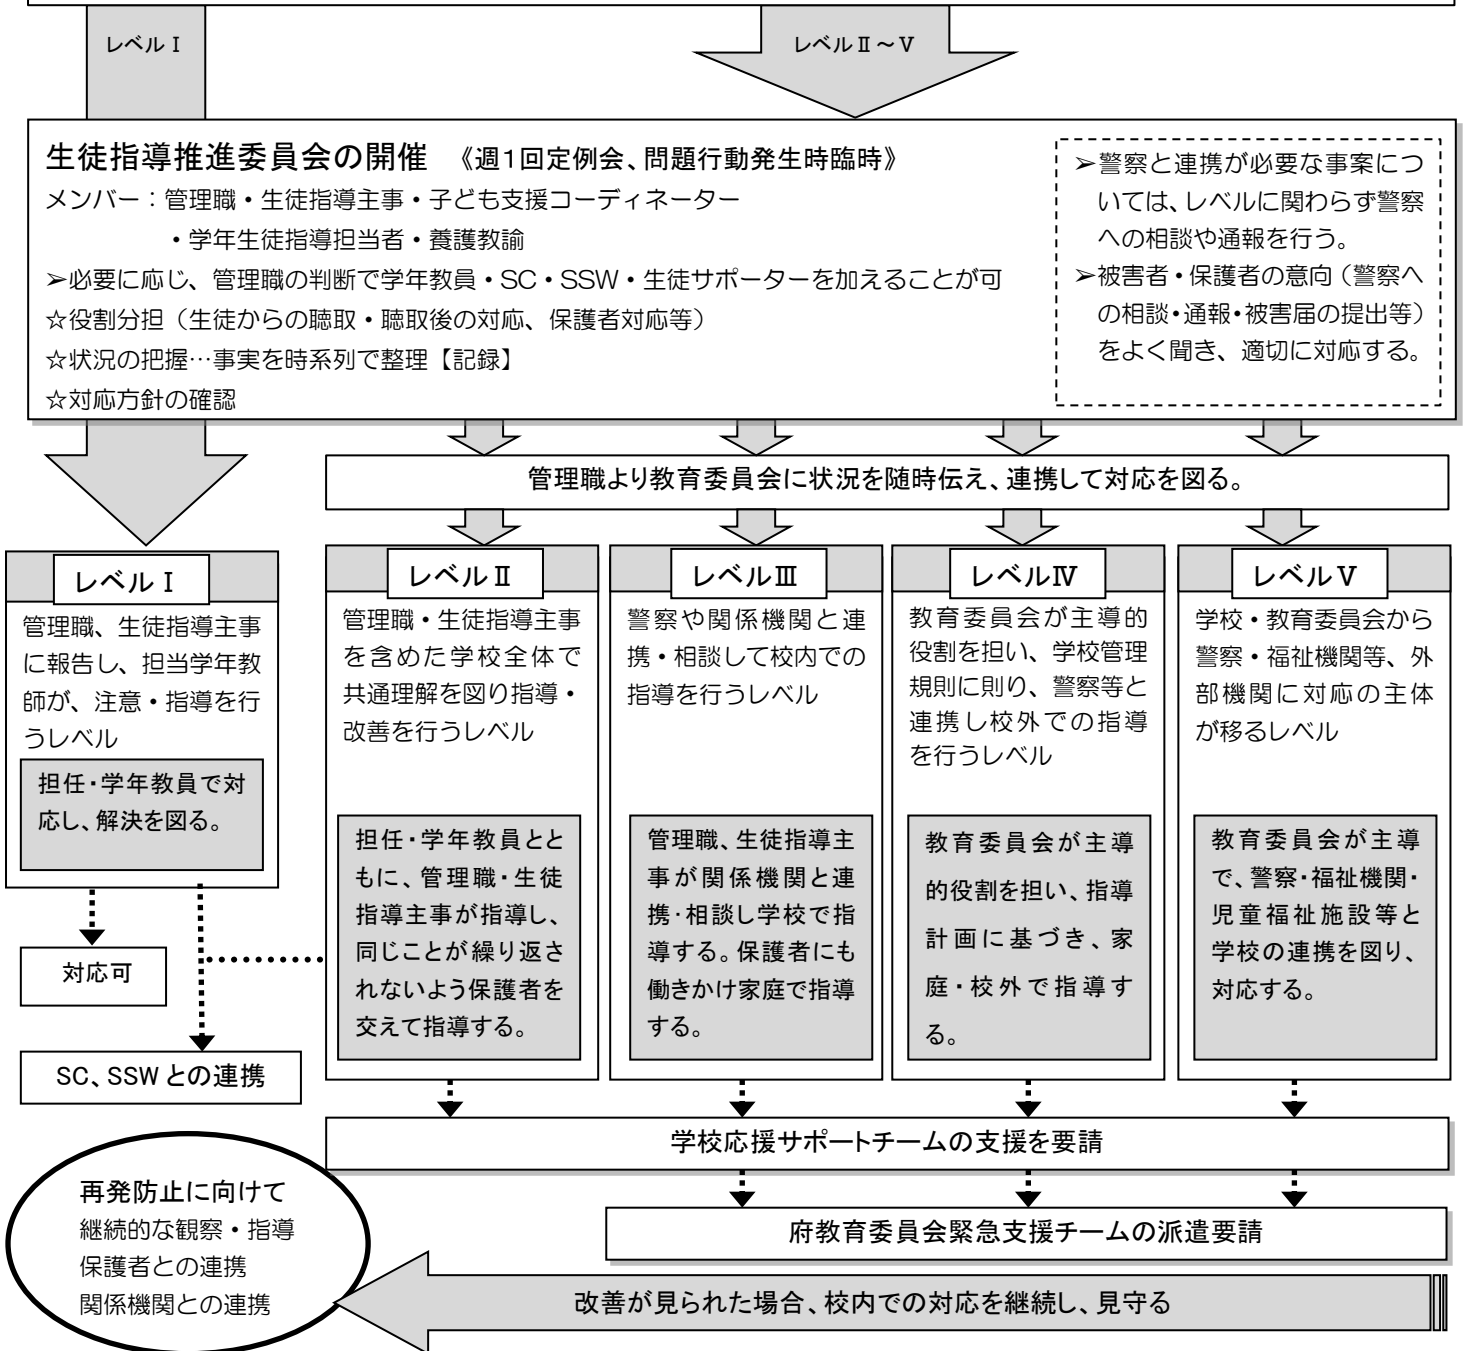 レベルⅠ
レベルⅡ～Ⅴ
生徒指導推進委員会の開催　《週1回定例会、問題行動発生時臨時》
メンバー：管理職・生徒指導主事・子ども支援コーディネーター
・学年生徒指導担当者・養護教諭
➢必要に応じ、管理職の判断で学年教員・SC・SSW・生徒サポーターを加えることが可
☆役割分担（生徒からの聴取・聴取後の対応、保護者対応等）
☆状況の把握…事実を時系列で整理【記録】
☆対応方針の確認
➢警察と連携が必要な事案につ
いては、レベルに関わらず警察
への相談や通報を行う。
➢被害者・保護者の意向（警察へ
の相談・通報・被害届の提出等）
をよく聞き、適切に対応する。
管理職より教育委員会に状況を随時伝え、連携して対応を図る。
レベルⅠ
管理職、生徒指導主事
に報告し、担当学年教
師が、注意・指導を行
うレベル
担任・学年教員で対
応し、解決を図る。
対応可
SC、SSWとの連携
レベルⅡ
管理職・生徒指導主事
を含めた学校全体で
共通理解を図り指導・
改善を行うレベル
担任・学年教員とと
もに、管理職・生徒
指導主事が指導し、
同じことが繰り返さ
れないよう保護者を
交えて指導する。
レベルⅢ
警察や関係機関と連
携・相談して校内での
指導を行うレベル
管理職、生徒指導主
事が関係機関と連
携・相談し学校で指
導する。保護者にも
働きかけ家庭で指導
する。
レベルⅣ
教育委員会が主導的
役割を担い、学校管理
規則に則り、警察等と
連携し校外での指導
を行うレベル
教育委員会が主導
的役割を担い、指導
計画に基づき、家
庭・校外で指導す
る。
レベルⅤ
学校・教育委員会から
警察・福祉機関等、外
部機関に対応の主体
が移るレベル
教育委員会が主導
で、警察・福祉機関・
児童福祉施設等と
学校の連携を図り、
対応する。
学校応援サポートチームの支援を要請
府教育委員会緊急支援チームの派遣要請
改善が見られた場合、校内での対応を継続し、見守る
再発防止に向けて
継続的な観察・指導
保護者との連携
関係機関との連携